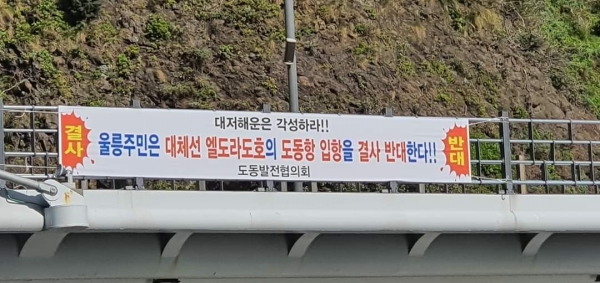 대저해운은 각성하라!!
결사 울릉주민은 대체선 엘도라도호의 도동항 입항을 결사 반대한다!! 반대
도동발전협의회